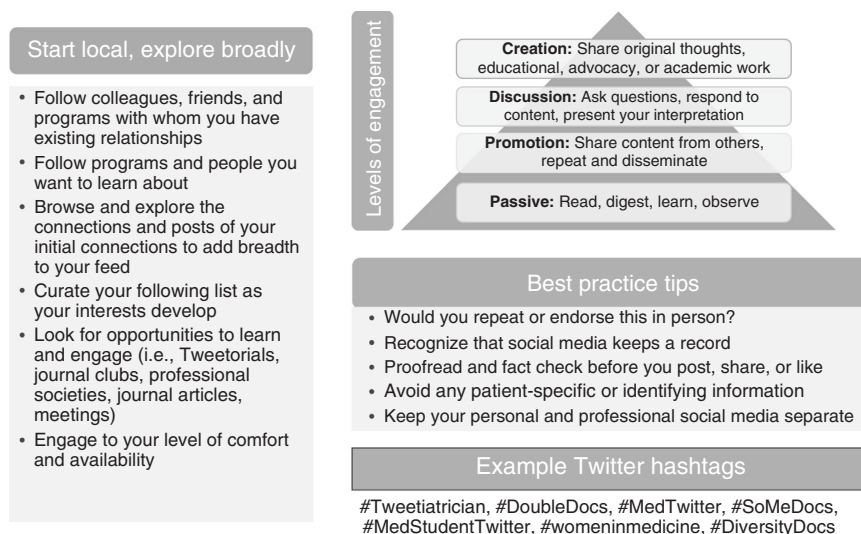 Start local, explore broadly
• Follow colleagues, friends, and
programs with whom you have
existing relationships
• Follow programs and people you
want to learn about
• Browse and explore the
connections and posts of your
initial connections to add breadth
to your feed
• Curate your following list as
your interests develop
• Look for opportunities to learn
and engage (i.e., Tweetorials,
journal clubs, professional
societies, journal articles,
meetings)
• Engage to your level of comfort
and availability
Levels of engagement
Creation: Share original thoughts,
educational, advocacy, or academic work
Discussion: Ask questions, respond to
content, present your interpretation
Promotion: Share content from others,
repeat and disseminate
Passive: Read, digest, learn, observe
Best practice tips
• Would you repeat or endorse this in person?
• Recognize that social media keeps a record
• Proofread and fact check before you post, share, or like
• Avoid any patient-specific or identifying information
• Keep your personal and professional social media separate
Example Twitter hashtags
#Tweetiatrician, #DoubleDocs, #MedTwitter, #SoMeDocs,
#MedStudentTwitter, #womeninmedicine, #DiversityDocs